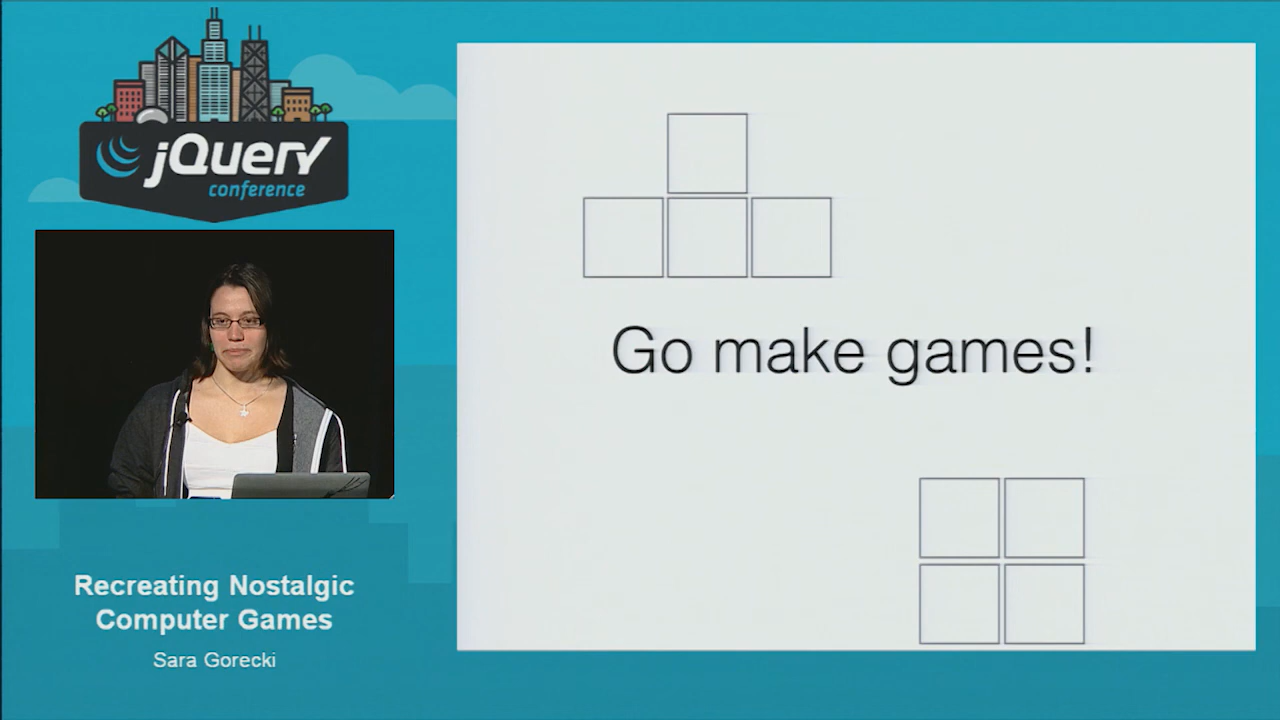 jQuery
conference
Go make games!
Recreating Nostalgic
Computer Games
Sara Gorecki